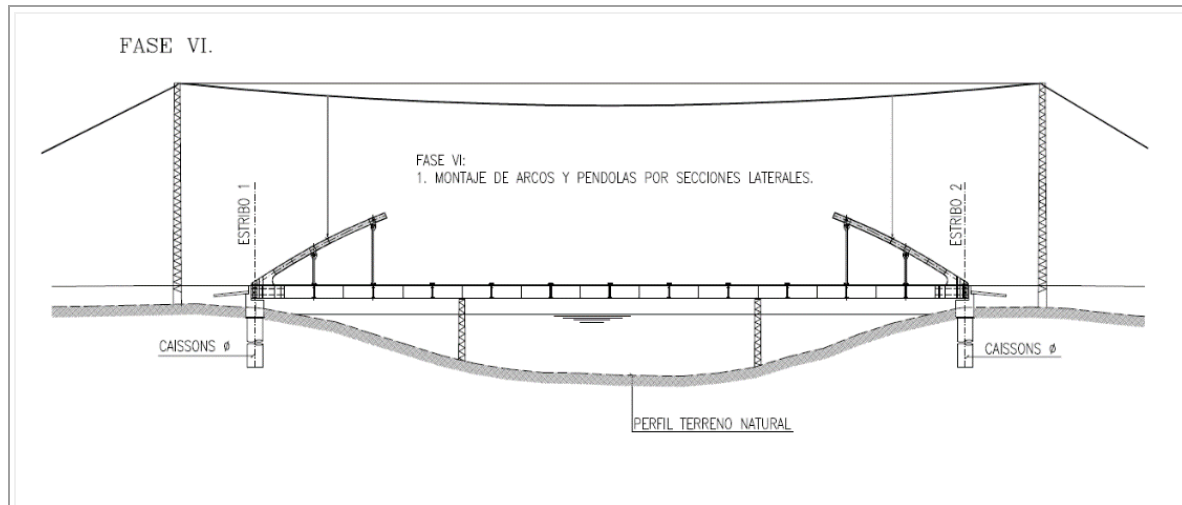 FASE VI.
FASE VI:
1. MONTAJE DE ARCOS Y PENDOLAS POR SECCIONES LATERALES.
ESTRIBO 1
ESTRIBO 2
CAISSONS ø
CAISSONS ø
PERFIL TERRENO NATURAL